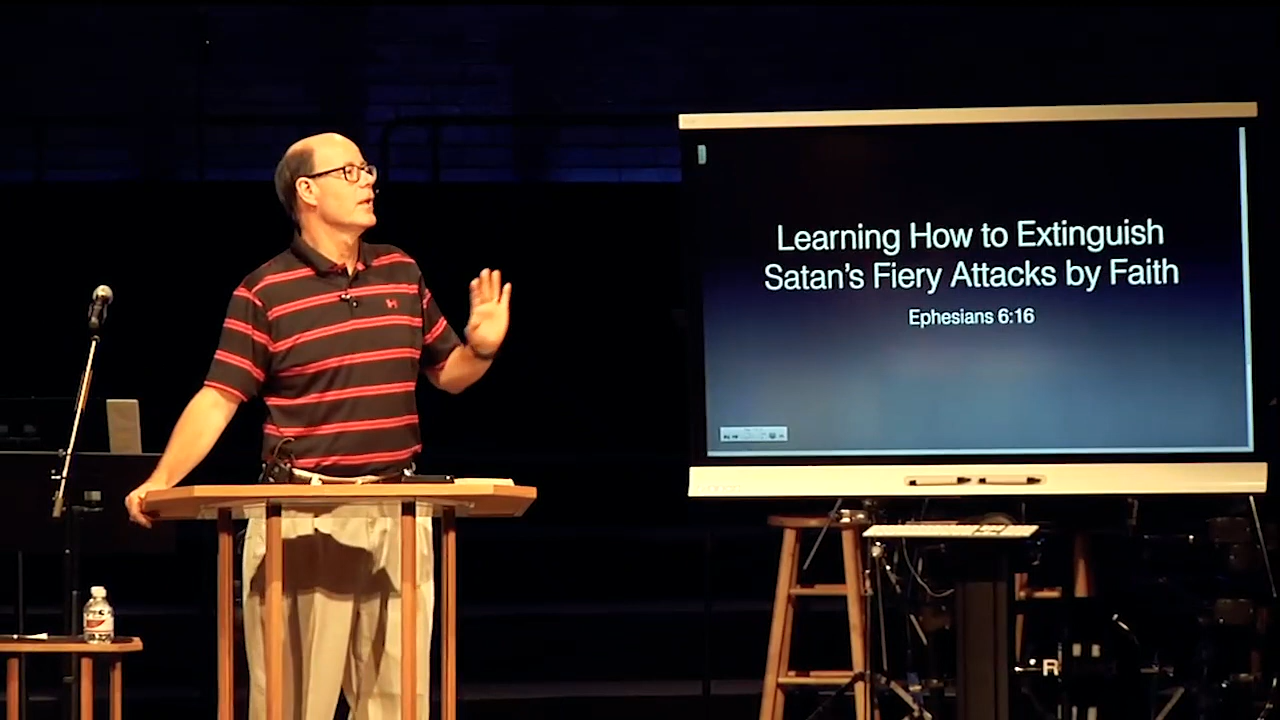 Learning How to Extinguish
Satan's Fiery Attacks by Faith
Ephesians 6:16
R